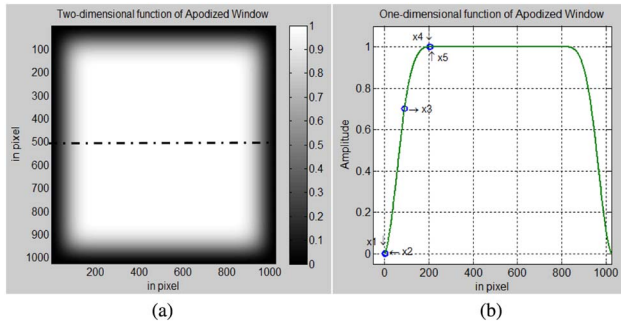 Two-dimensional function of Apodized Window
100
200
300
400
500
600
700
800
900
1000
in pixel
200 400 600 800 1000
in pixel
1
0.9
0.8
0.7
0.6
0.5
0.4
0.3
0.2
0.1
0
(a)
One-dimensional function of Apodized Window
x4
x5
x3
x1
x2
Amplitude
1
0.8
0.6
0.4
0.2
0
0 200 400 600 800 1000
in pixel
(b)